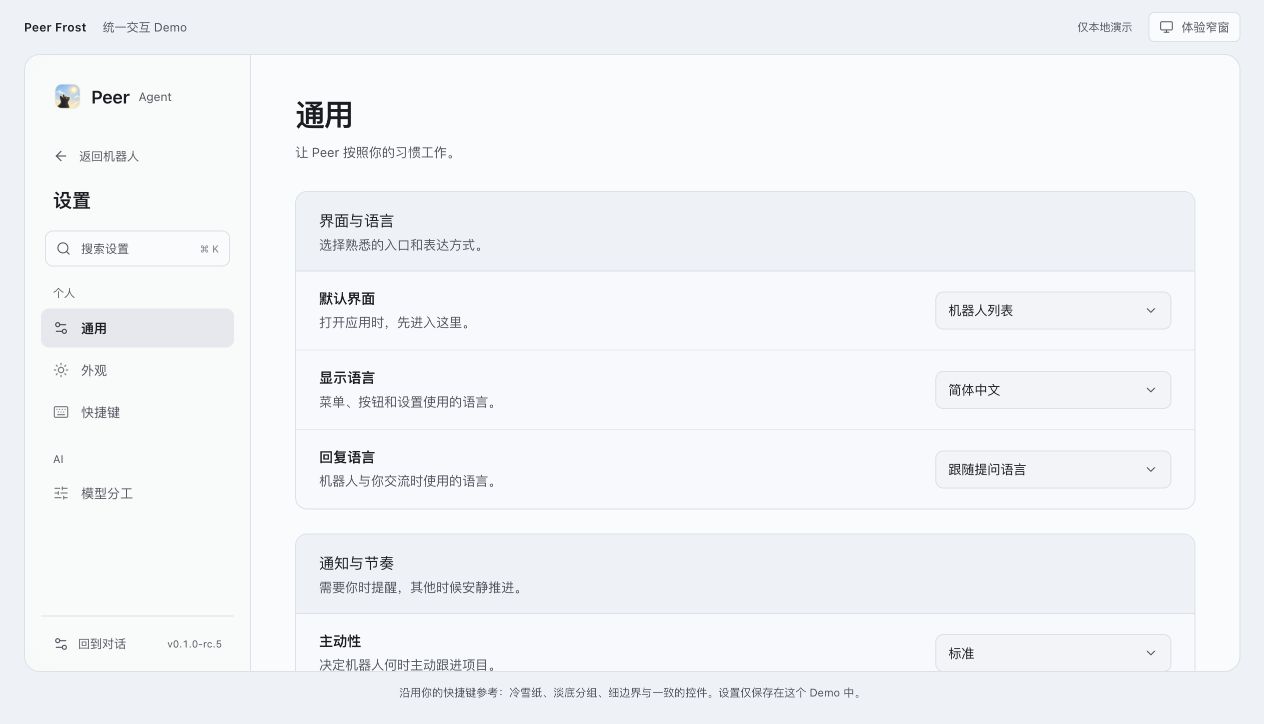 Peer Frost 统一交互 Demo
仅本地演示
体验窄窗
Peer Agent
返回机器人
设置
搜索设置 ⌘ K
个人
通用
外观
快捷键
AI
模型分工
回到对话 v0.1.0-rc.5
通用
让 Peer 按照你的习惯工作。
界面与语言
选择熟悉的入口和表达方式。
默认界面
打开应用时，先进入这里。
机器人列表
显示语言
菜单、按钮和设置使用的语言。
简体中文
回复语言
机器人与你交流时使用的语言。
跟随提问语言
通知与节奏
需要你时提醒，其他时候安静推进。
主动性
决定机器人何时主动跟进项目。
标准
沿用你的快捷键参考：冷雪纸、淡底分组、细边界与一致的控件。设置仅保存在这个 Demo 中。